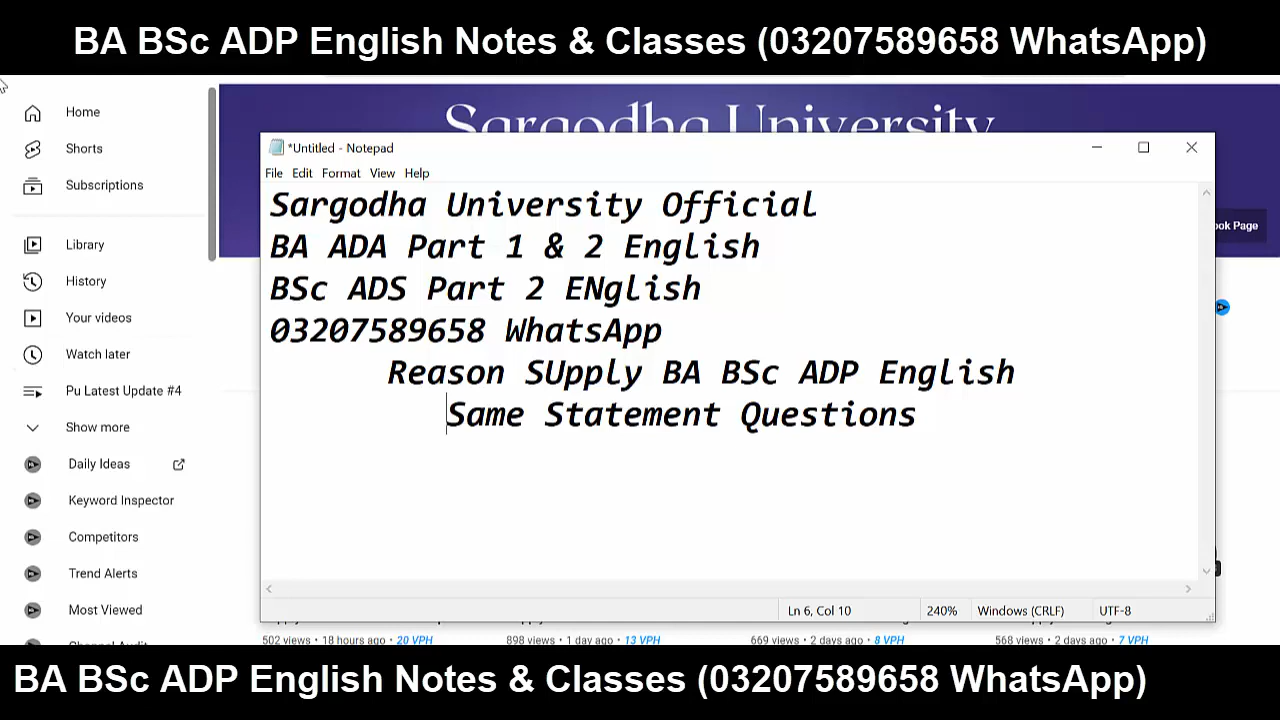 BA BSc ADP English Notes & Classes (03207589658 WhatsApp)
Home
Shorts
Subscriptions
Library
History
Your videos
Watch later
Pu Latest Update #4
Show more
Daily Ideas
Keyword Inspector
Competitors
Trend Alerts
Most Viewed
Sargodha University
ook Page
*Untitled - Notepad
File Edit Format View Help
Sargodha University Official
BA ADA Part 1 & 2 English
BSc ADS Part 2 ENglish
03207589658 WhatsApp
Reason SUpply BA BSc ADP English
Same Statement Questions
Ln 6, Col 10 240% Windows (CRLF) UTF-8
502 views • 18 hours ago • 20 VPH 898 views • 1 day ago • 13 VPH 669 views • 2 days ago • 8 VPH 568 views • 2 days ago • 7 VPH
BA BSc ADP English Notes & Classes (03207589658 WhatsApp)